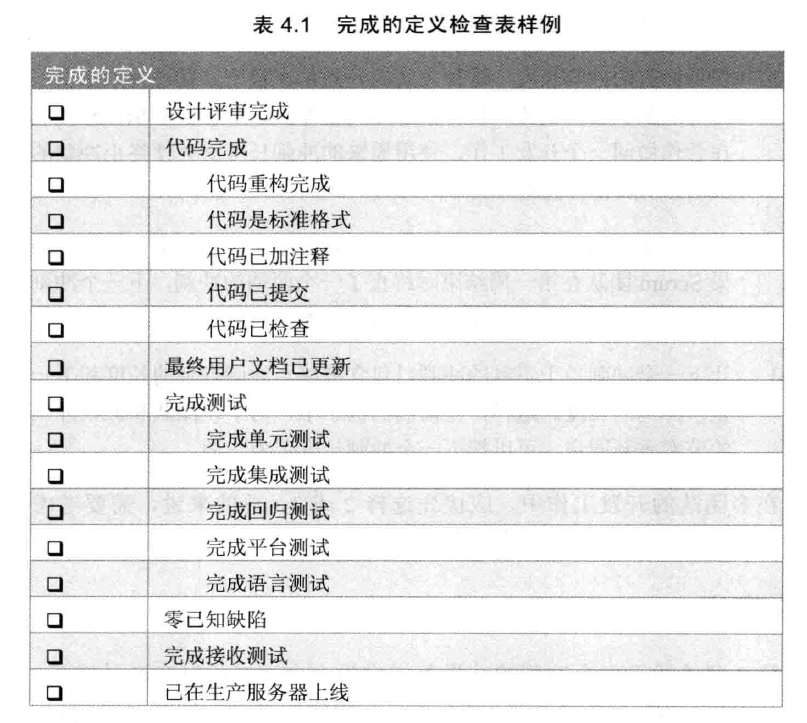 表 4.1 完成的定义检查表样例
完成的定义
设计评审完成
代码完成
代码重构完成
代码是标准格式
代码已加注释
代码已提交
代码已检查
最终用户文档已更新
完成测试
完成单元测试
完成集成测试
完成回归测试
完成平台测试
完成语言测试
零已知缺陷
完成接收测试
已在生产服务器上线